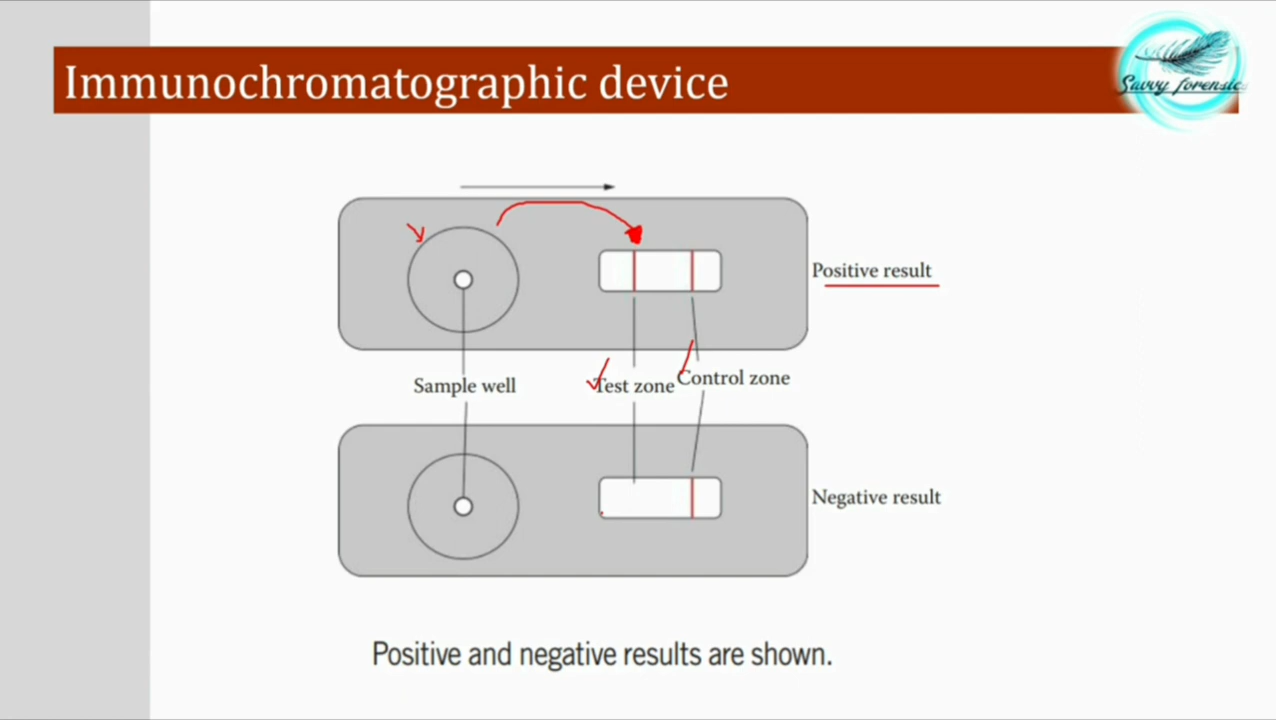 Immunochromatographic device
Savvy forensic
Positive result
Sample well
Test zone
Control zone
Negative result
Positive and negative results are shown.